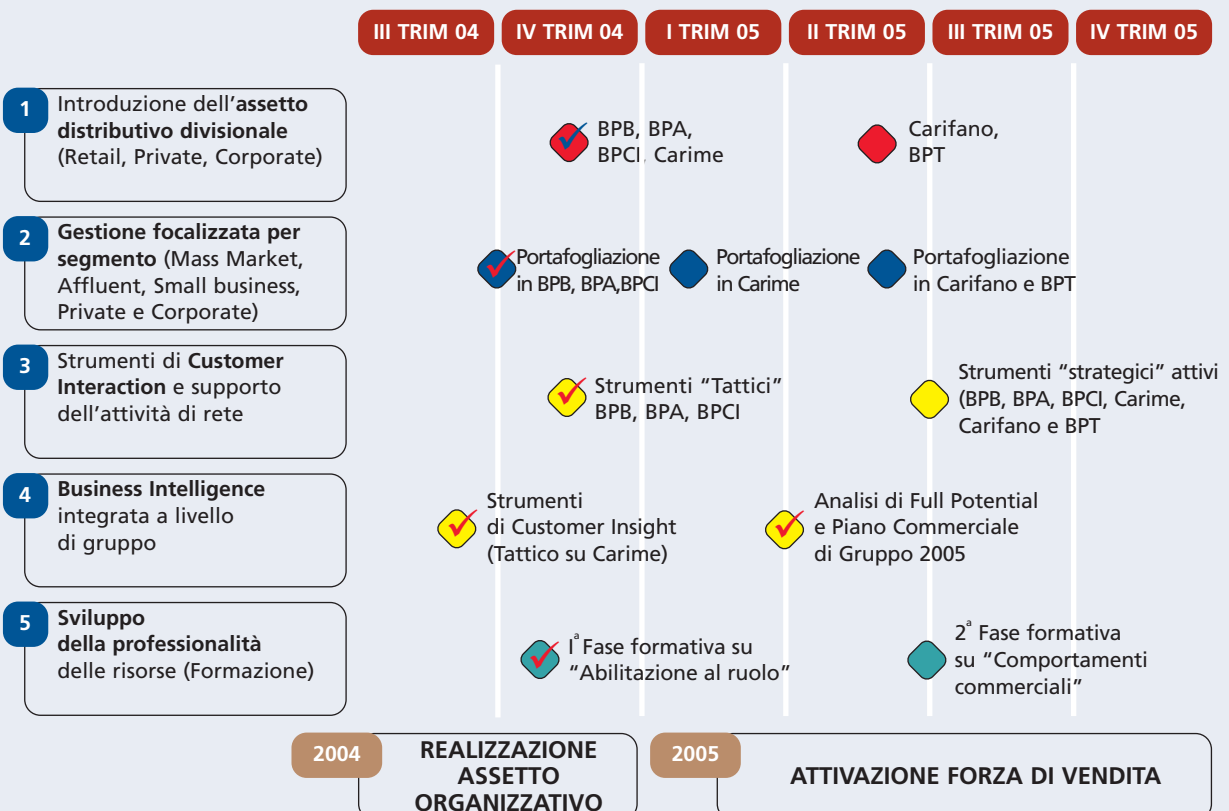 III TRIM 04
IV TRIM 04
I TRIM 05
II TRIM 05
III TRIM 05
IV TRIM 05
1
Introduzione dell'assetto
distributivo divisionale
(Retail, Private, Corporate)
BPB, BPA,
BPCI, Carime
Carifano,
BPT
2
Gestione focalizzata per
segmento (Mass Market,
Affluent, Small business,
Private e Corporate)
Portafogliazione
in BPB, BPA,BPCI
Portafogliazione
in Carime
Portafogliazione
in Carifano e BPT
3
Strumenti di Customer
Interaction e supporto
dell'attività di rete
Strumenti "Tattici"
BPB, BPA, BPCI
Strumenti "strategici" attivi
(BPB, BPA, BPCI, Carime,
Carifano e BPT
4
Business Intelligence
integrata a livello
di gruppo
Strumenti
di Customer Insight
(Tattico su Carime)
Analisi di Full Potential
e Piano Commerciale
di Gruppo 2005
5
Sviluppo
della professionalità
delle risorse (Formazione)
Iª Fase formativa su
"Abilitazione al ruolo"
2ª Fase formativa
su "Comportamenti
commerciali"
2004
REALIZZAZIONE
ASSETTO
ORGANIZZATIVO
2005
ATTIVAZIONE FORZA DI VENDITA